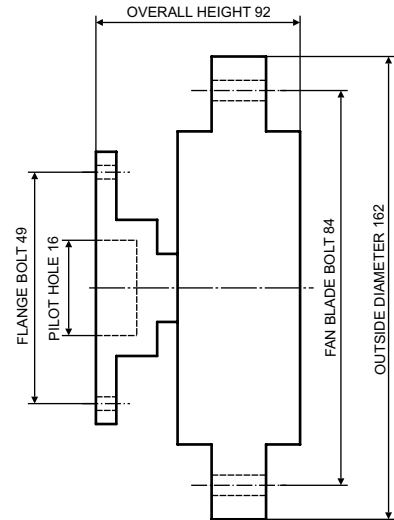 OVERALL HEIGHT 92
FLANGE BOLT 49
PILOT HOLE 16
FAN BLADE BOLT 84
OUTSIDE DIAMETER 162